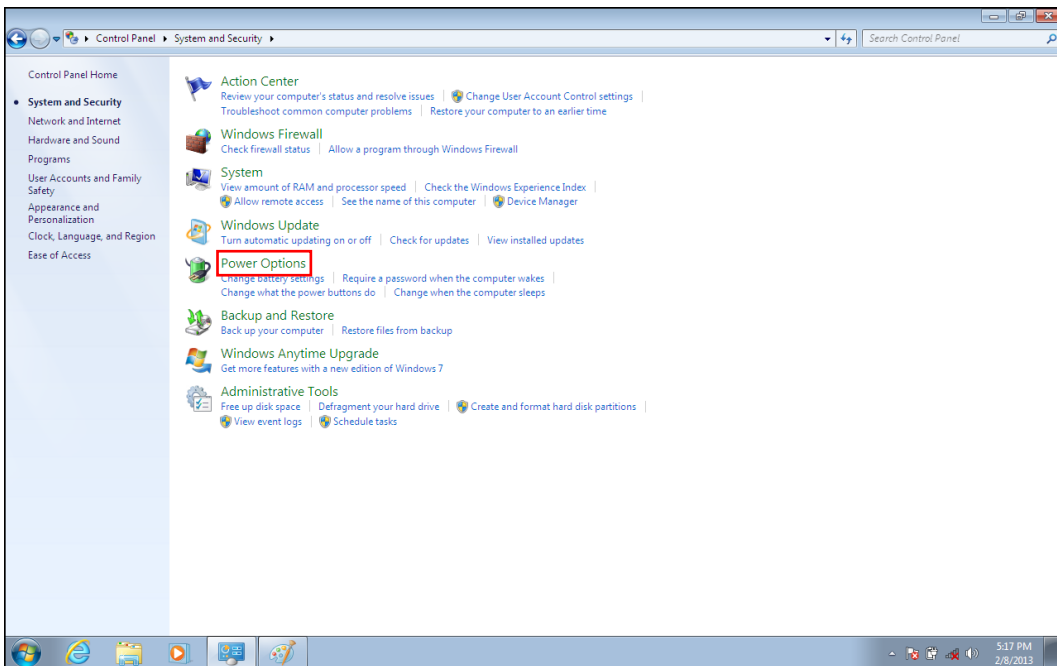 Control Panel ▸ System and Security ▸
Search Control Panel
Control Panel Home
System and Security
Network and Internet
Hardware and Sound
Programs
User Accounts and Family
Safety
Appearance and
Personalization
Clock, Language, and Region
Ease of Access
Action Center
Review your computer's status and resolve issues | Change User Account Control settings
Troubleshoot common computer problems | Restore your computer to an earlier time
Windows Firewall
Check firewall status | Allow a program through Windows Firewall
System
View amount of RAM and processor speed | Check the Windows Experience Index
Allow remote access | See the name of this computer | Device Manager
Windows Update
Turn automatic updating on or off | Check for updates | View installed updates
Power Options
Change battery settings | Require a password when the computer wakes
Change what the power buttons do | Change when the computer sleeps
Backup and Restore
Back up your computer | Restore files from backup
Windows Anytime Upgrade
Get more features with a new edition of Windows 7
Administrative Tools
Free up disk space | Defragment your hard drive | Create and format hard disk partitions
View event logs | Schedule tasks
5:17 PM
2/8/2013